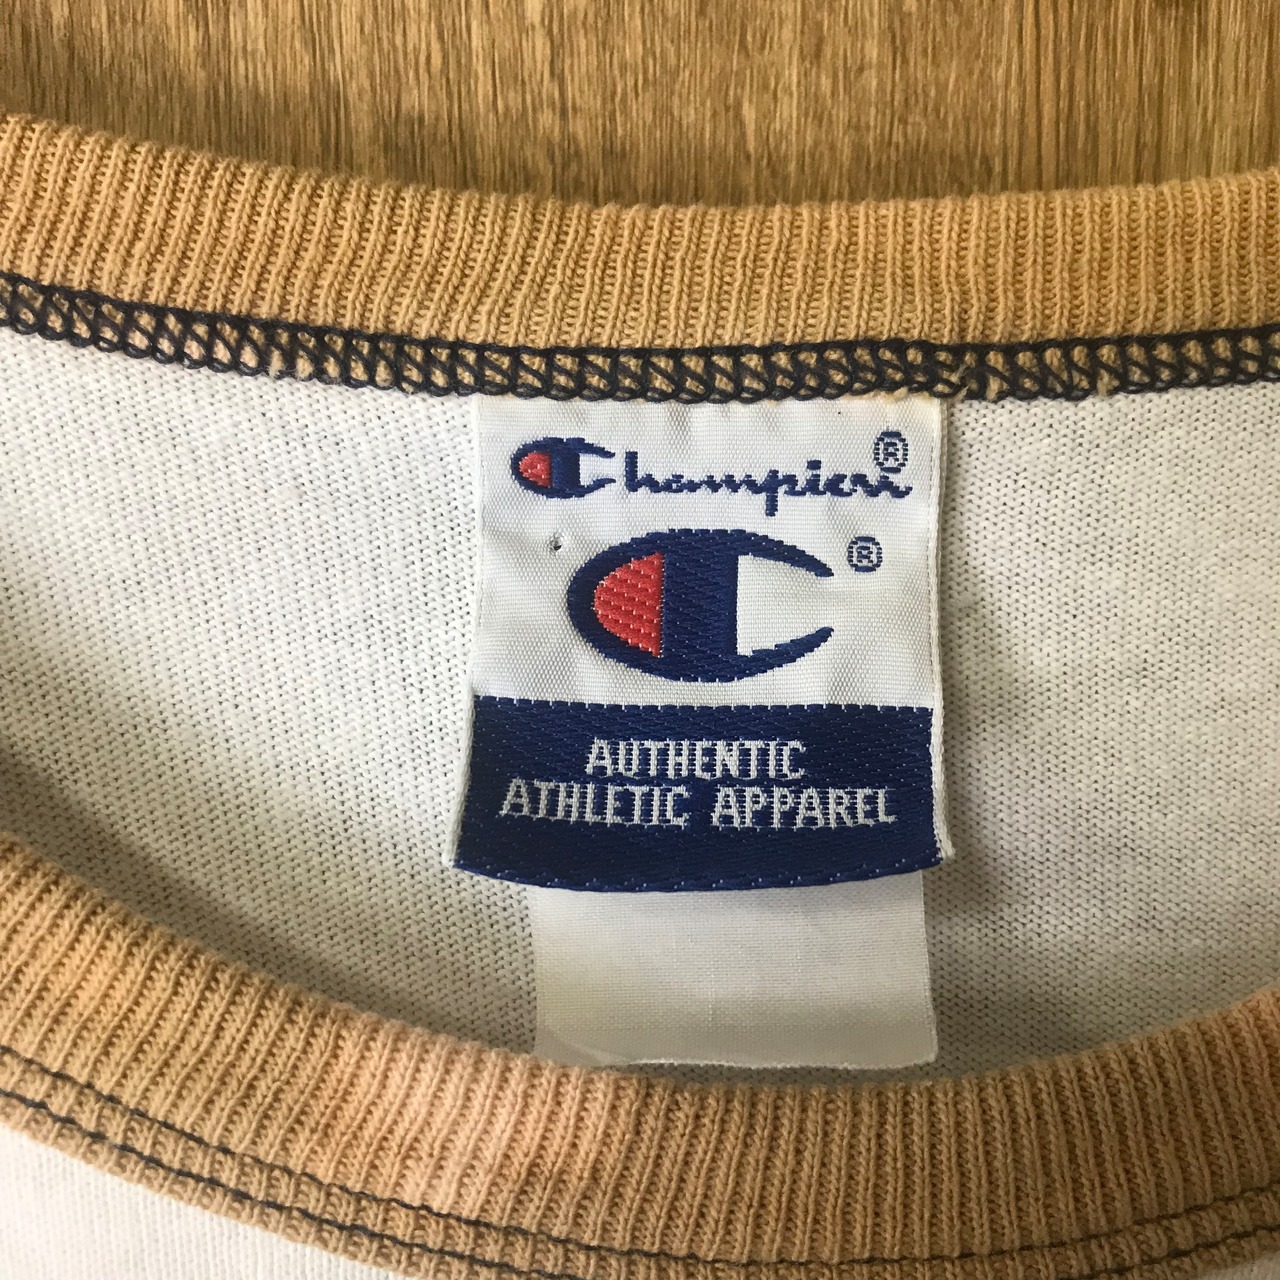 Champion®
®
AUTHENTIC
ATHLETIC APPAREL